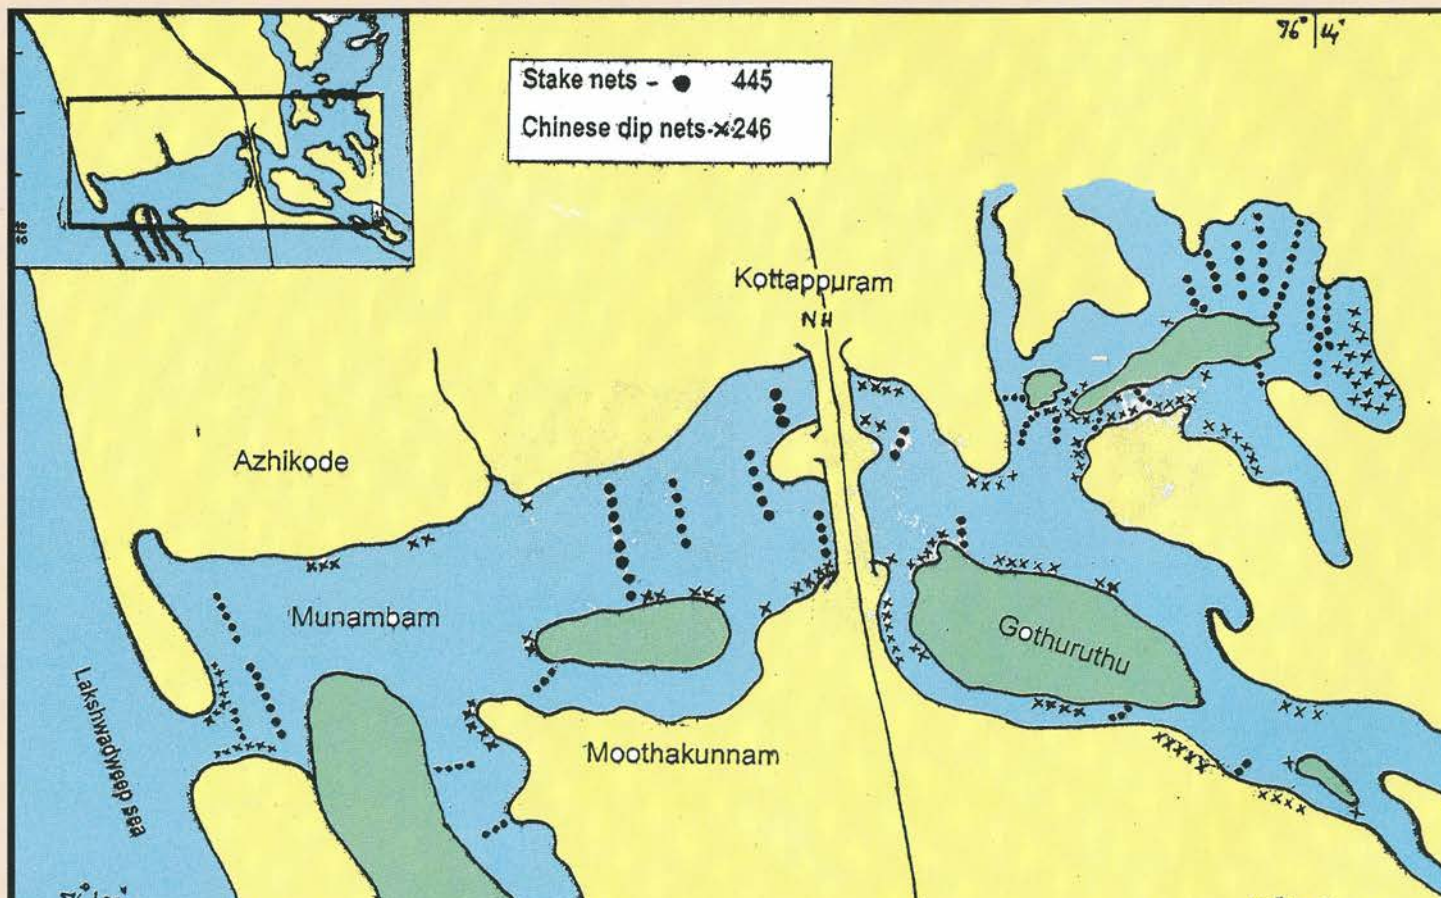 76° 14'
Stake nets - ● 445
Chinese dip nets-x 246
Kottappuram
NH
Azhikode
Munambam
Gothuruthu
Lakshwadweep sea
Moothakunnam